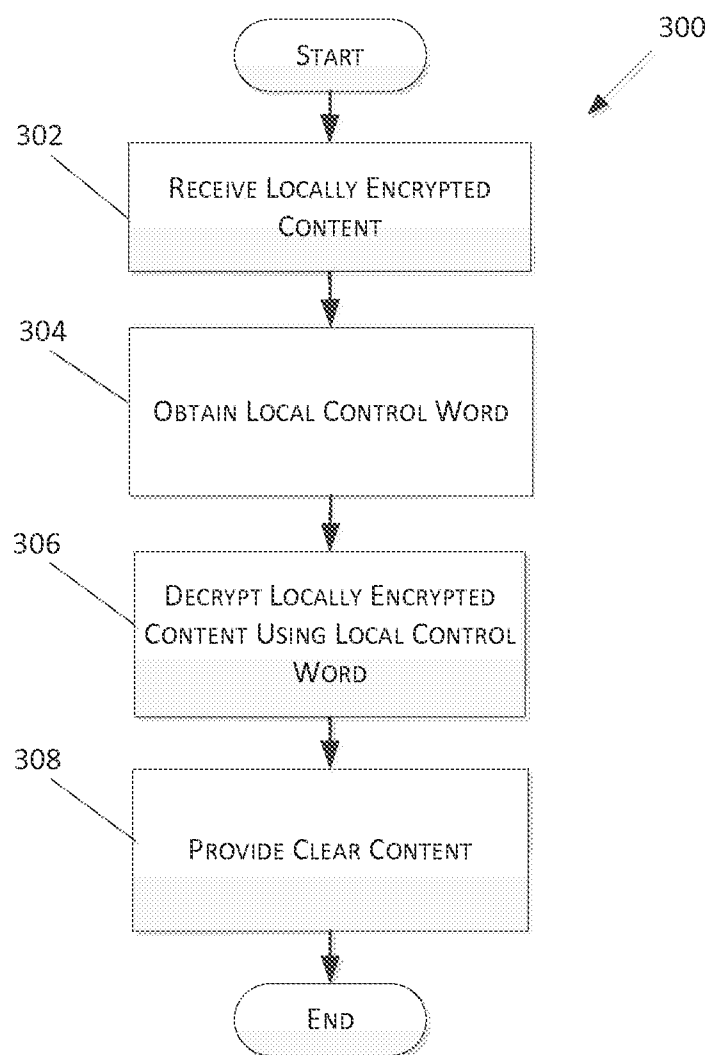 START
300
302
RECEIVE LOCALLY ENCRYPTED
CONTENT
304
OBTAIN LOCAL CONTROL WORD
306
DECRYPT LOCALLY ENCRYPTED
CONTENT USING LOCAL CONTROL
WORD
308
PROVIDE CLEAR CONTENT
END